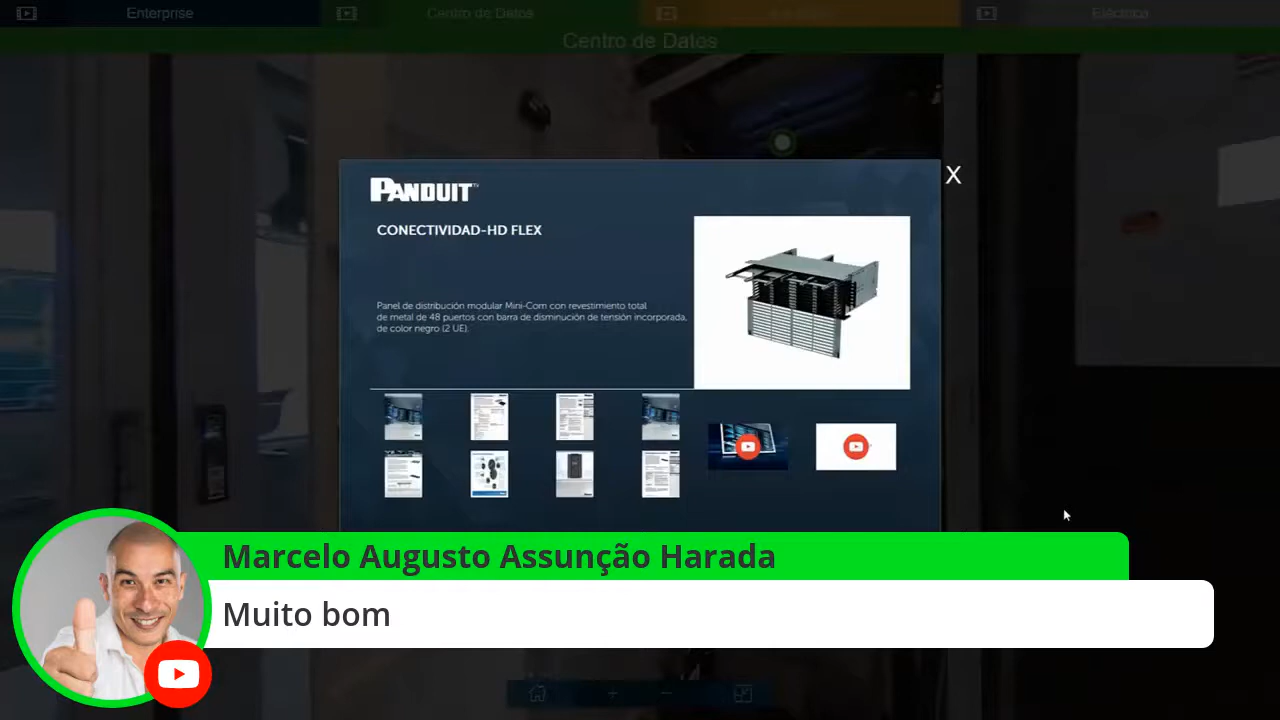 Enterprise
Centro de Datos
Eléctrica
Centro de Datos
X
PANDUIT™
CONECTIVIDAD-HD FLEX
Panel de distribución modular Mini-Com con revestimiento total
de metal de 48 puertos con barra de disminución de tensión incorporada,
de color negro (2 UE).
Marcelo Augusto Assunção Harada
Muito bom